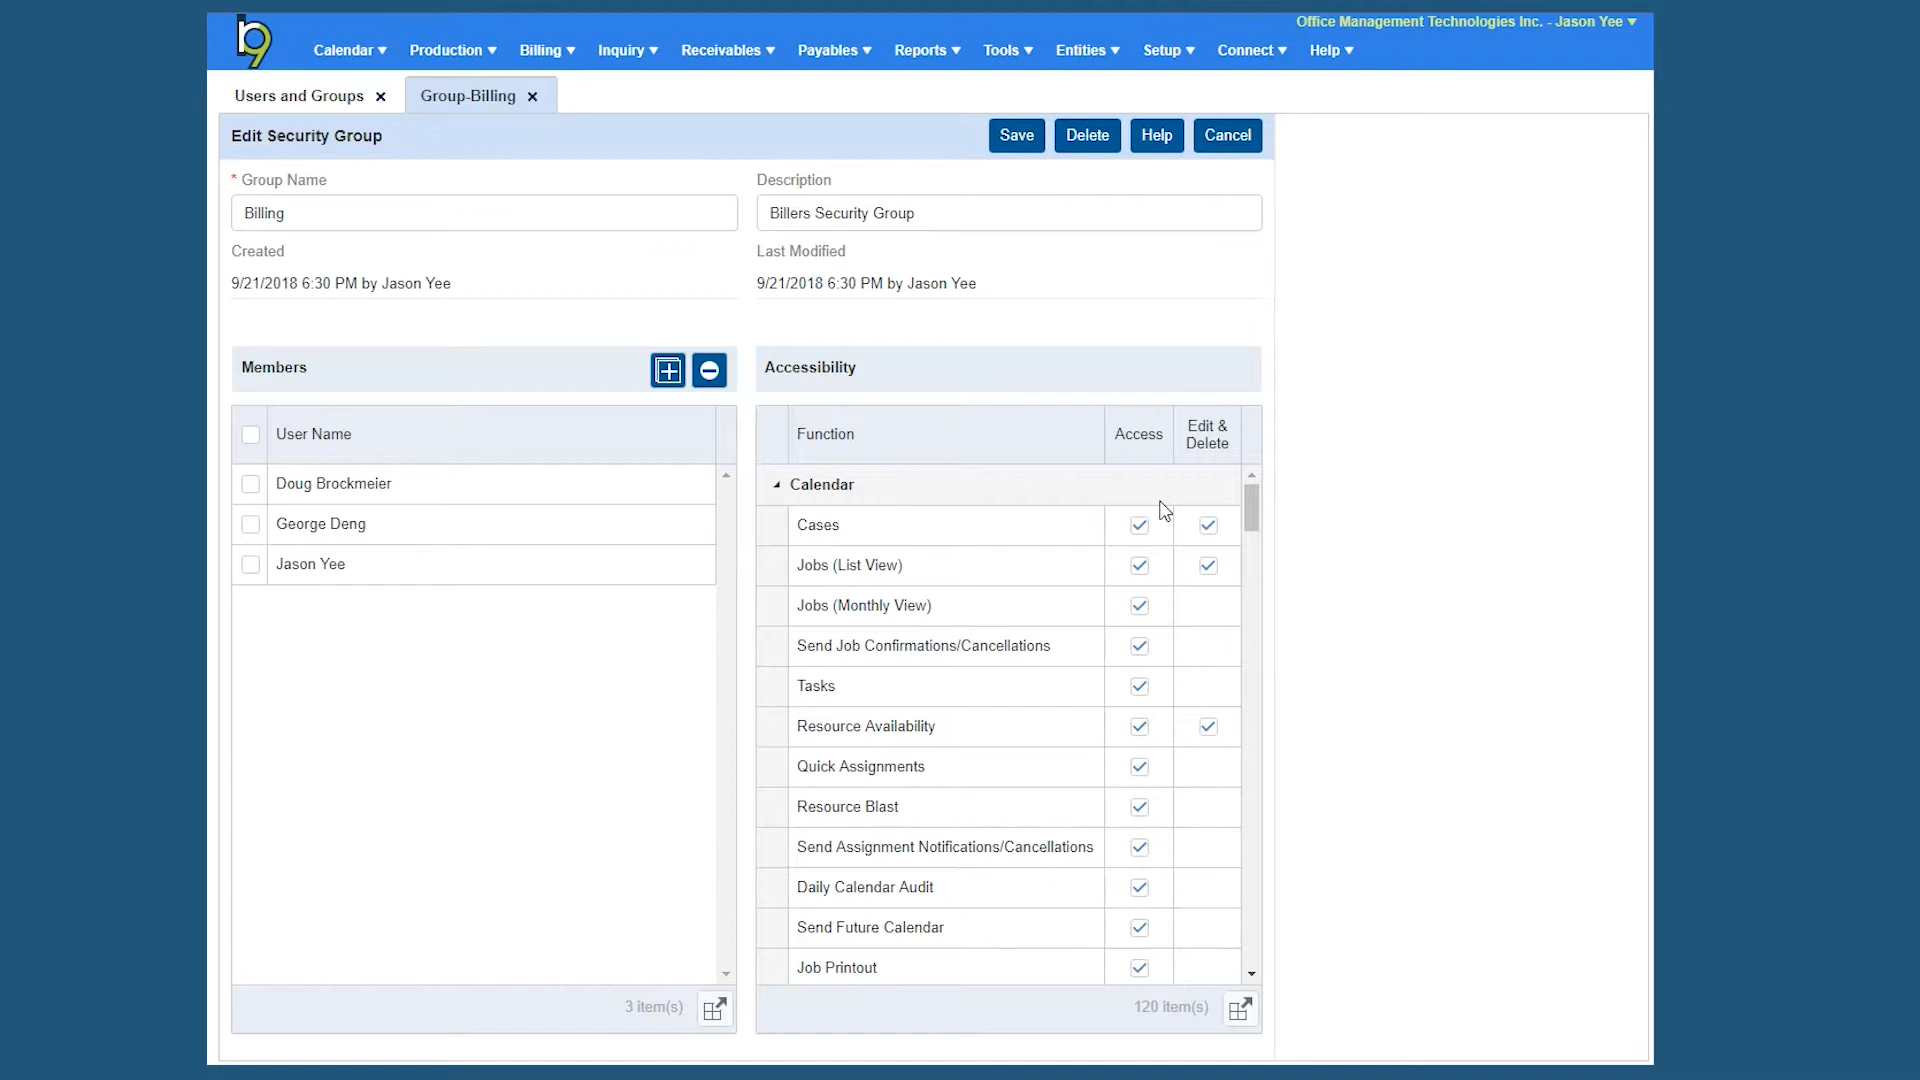 b9
Office Management Technologies Inc. - Jason Yee
Calendar Production Billing Inquiry Receivables Payables Reports Tools Entities Setup Connect Help
Users and Groups Group-Billing
Edit Security Group Save Delete Help Cancel
* Group Name Description
Billing Billers Security Group
Created Last Modified
9/21/2018 6:30 PM by Jason Yee 9/21/2018 6:30 PM by Jason Yee
Members Accessibility
User Name Function Access Edit &
Delete
Doug Brockmeier Calendar
George Deng Cases
Jason Yee Jobs (List View)
Jobs (Monthly View)
Send Job Confirmations/Cancellations
Tasks
Resource Availability
Quick Assignments
Resource Blast
Send Assignment Notifications/Cancellations
Daily Calendar Audit
Send Future Calendar
Job Printout
3 item(s) 120 item(s)